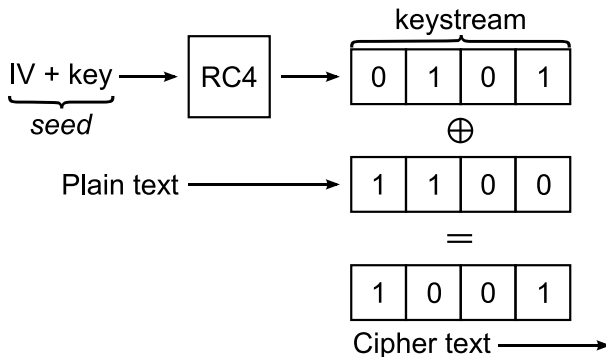 keystream
IV + key
RC4
0 1 0 1
seed
⊕
Plain text
1 1 0 0
=
1 0 0 1
Cipher text